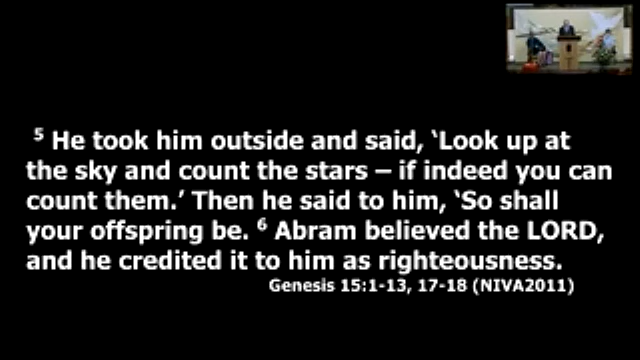 ⁵ He took him outside and said, ‘Look up at
the sky and count the stars – if indeed you can
count them.’ Then he said to him, ‘So shall
your offspring be. ⁶ Abram believed the LORD,
and he credited it to him as righteousness.
Genesis 15:1-13, 17-18 (NIVA2011)